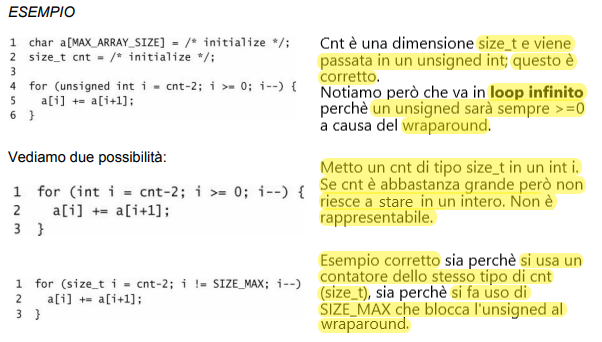 ESEMPIO
1 char a[MAX_ARRAY_SIZE] = /* initialize */;
2 size_t cnt = /* initialize */;
3
4 for (unsigned int i = cnt-2; i >= 0; i--) {
5 a[i] += a[i+1];
6 }
Cnt è una dimensione size_t e viene
passata in un unsigned int; questo è
corretto.
Notiamo però che va in loop infinito
perchè un unsigned sarà sempre >=0
a causa del wraparound.
Vediamo due possibilità:
1 for (int i = cnt-2; i >= 0; i--) {
2 a[i] += a[i+1];
3 }
Metto un cnt di tipo size_t in un int i.
Se cnt è abbastanza grande però non
riesce a stare in un intero. Non è
rappresentabile.
1 for (size_t i = cnt-2; i != SIZE_MAX; i--)
2 a[i] += a[i+1];
3 }
Esempio corretto sia perchè si usa un
contatore dello stesso tipo di cnt
(size_t), sia perchè si fa uso di
SIZE_MAX che blocca l'unsigned al
wraparound.